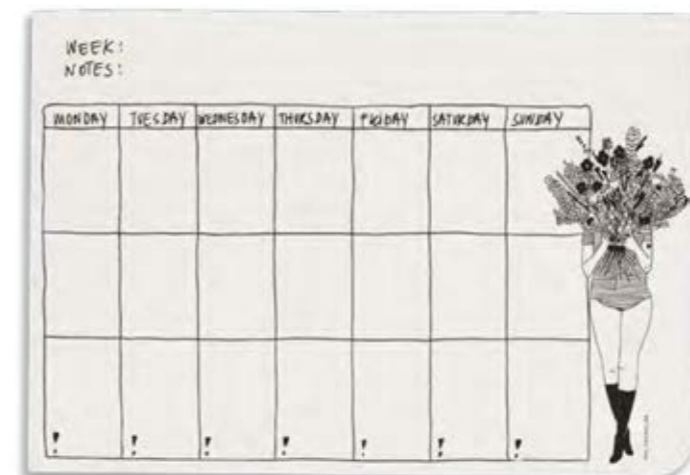 WEEK:
NOTES:
MONDAY TUESDAY WEDNESDAY THURSDAY FRIDAY SATURDAY SUNDAY
! ! ! ! ! ! !